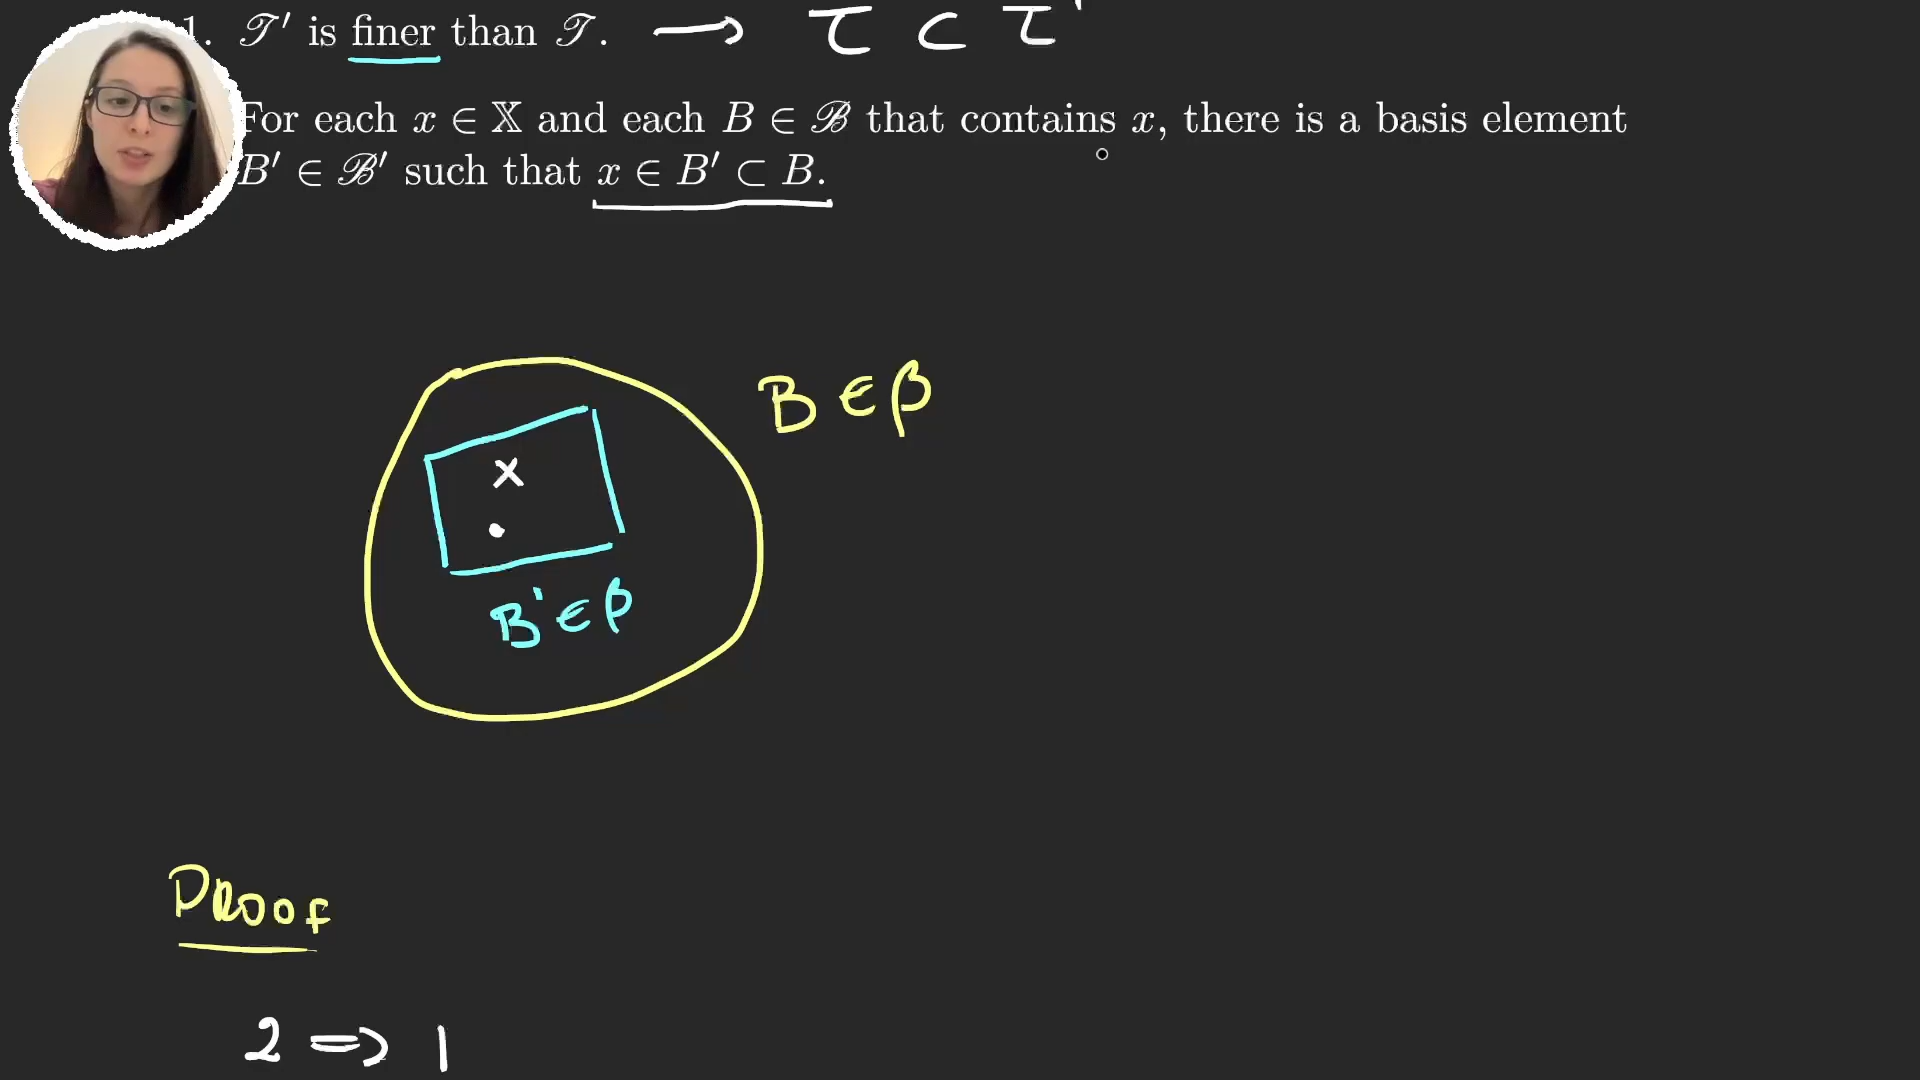 1. 𝒯′ is finer than 𝒯. → τ ⊂ τ'
For each x ∈ 𝕏 and each B ∈ ℬ that contains x, there is a basis element
B′ ∈ ℬ′ such that x ∈ B′ ⊂ B.
B ∈ β
x
B' ∈ β
PROOF
2 ⇒ 1